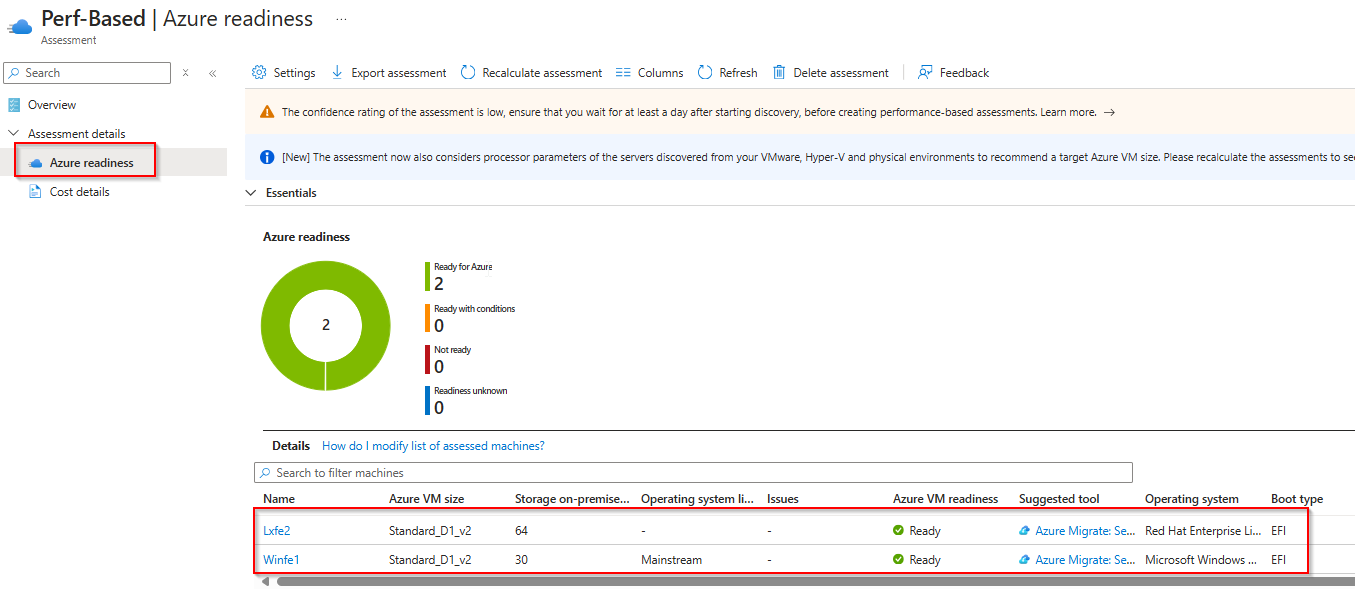 Perf-Based | Azure readiness ...
Assessment
Search
Overview
Assessment details
Azure readiness
Cost details
Settings Export assessment Recalculate assessment Columns Refresh Delete assessment Feedback
The confidence rating of the assessment is low, ensure that you wait for at least a day after starting discovery, before creating performance-based assessments. Learn more. →
[New] The assessment now also considers processor parameters of the servers discovered from your VMware, Hyper-V and physical environments to recommend a target Azure VM size. Please recalculate the assessments to se
Essentials
Azure readiness
2
Ready for Azure
2
Ready with conditions
0
Not ready
0
Readiness unknown
0
Details How do I modify list of assessed machines?
Search to filter machines
Name Azure VM size Storage on-premise... Operating system li... Issues Azure VM readiness Suggested tool Operating system Boot type
Lxfe2 Standard_D1_v2 64 - - Ready Azure Migrate: Se... Red Hat Enterprise Li... EFI
Winfe1 Standard_D1_v2 30 Mainstream - Ready Azure Migrate: Se... Microsoft Windows ... EFI